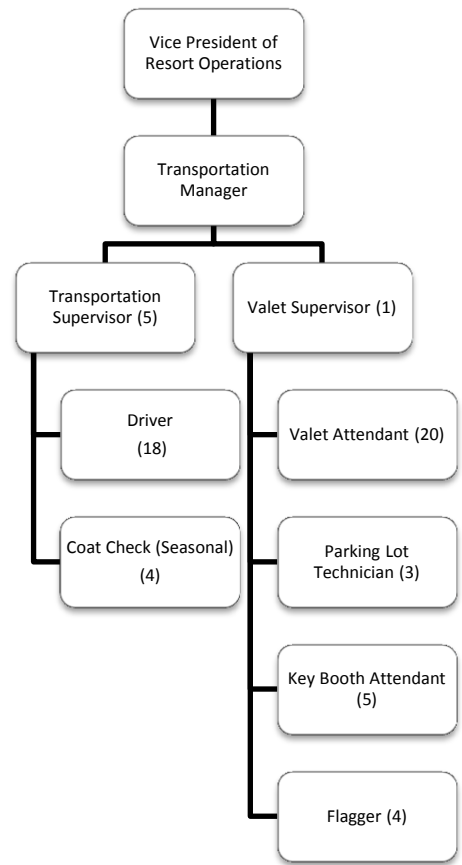 Vice President of
Resort Operations
Transportation
Manager
Transportation
Supervisor (5)
Valet Supervisor (1)
Driver
(18)
Valet Attendant (20)
Coat Check (Seasonal)
(4)
Parking Lot
Technician (3)
Key Booth Attendant
(5)
Flagger (4)